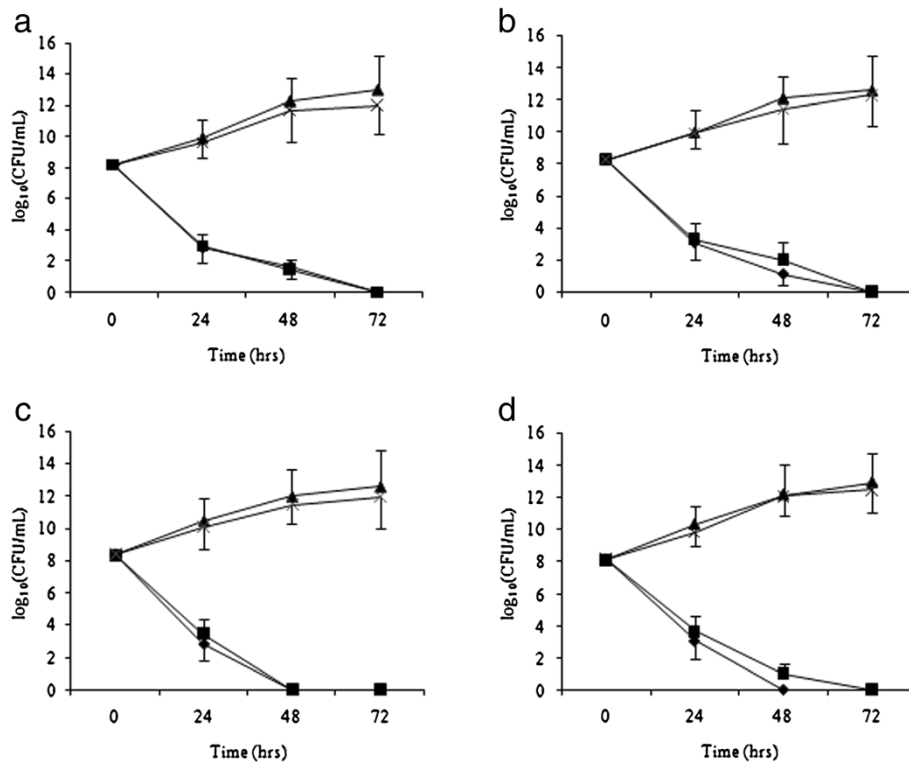 a
16
14
12
10
8
6
4
2
0
log₁₀(CFU/mL)
0 24 48 72
Time (hrs)
b
16
14
12
10
8
6
4
2
0
log₁₀(CFU/mL)
0 24 48 72
Time (hrs)
c
16
14
12
10
8
6
4
2
0
log₁₀(CFU/mL)
0 24 48 72
Time (hrs)
d
16
14
12
10
8
6
4
2
0
log₁₀(CFU/mL)
0 24 48 72
Time (hrs)